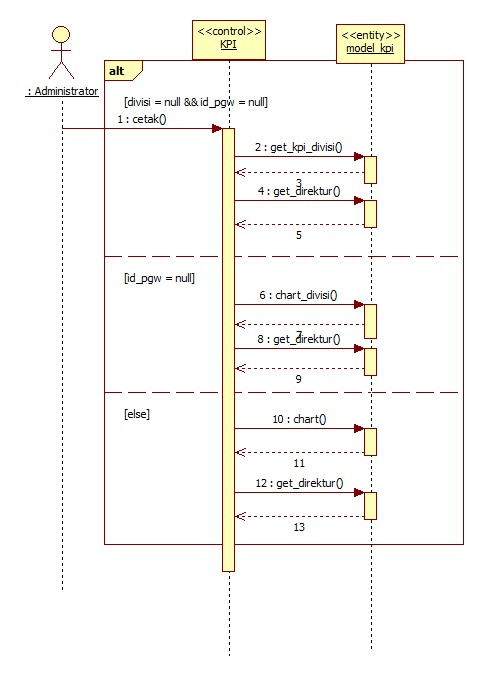 <<control>>
KPI
<<entity>>
model_kpi
: Administrator
alt
[divisi = null && id_pgw = null]
1 : cetak()
2 : get_kpi_divisi()
3
4 : get_direktur()
5
[id_pgw = null]
6 : chart_divisi()
7
8 : get_direktur()
9
[else]
10 : chart()
11
12 : get_direktur()
13